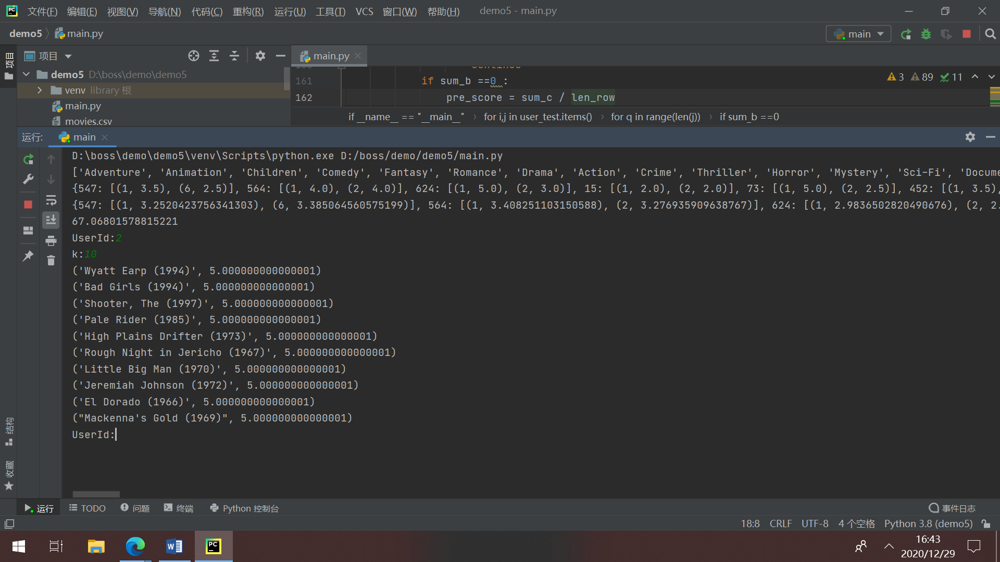 文件(F) 编辑(E) 视图(V) 导航(N) 代码(C) 重构(R) 运行(U) 工具(T) VCS 窗口(W) 帮助(H) demo5 - main.py
demo5 main.py main
项目 main.py
demo5 D:\boss\demo\demo5
venv library 根
main.py
movies.csv
161 if sum_b ==0 :
162 pre_score = sum_c / len_row
3 89 11
if __name__ == "__main__" for i,j in user_test.items() for q in range(len(j)) if sum_b ==0
运行: main
D:\boss\demo\demo5\venv\Scripts\python.exe D:/boss/demo/demo5/main.py
['Adventure', 'Animation', 'Children', 'Comedy', 'Fantasy', 'Romance', 'Drama', 'Action', 'Crime', 'Thriller', 'Horror', 'Mystery', 'Sci-Fi', 'Docume
{547: [(1, 3.5), (6, 2.5)], 564: [(1, 4.0), (2, 4.0)], 624: [(1, 5.0), (2, 3.0)], 15: [(1, 2.0), (2, 2.0)], 73: [(1, 5.0), (2, 2.5)], 452: [(1, 3.5),
{547: [(1, 3.2520423756341303), (6, 3.385064560575199)], 564: [(1, 3.408251103150588), (2, 3.276935909638767)], 624: [(1, 2.9836502820490676), (2, 2.
67.06801578815221
UserId:2
k:10
('Wyatt Earp (1994)', 5.000000000000001)
('Bad Girls (1994)', 5.000000000000001)
('Shooter, The (1997)', 5.000000000000001)
('Pale Rider (1985)', 5.000000000000001)
('High Plains Drifter (1973)', 5.000000000000001)
('Rough Night in Jericho (1967)', 5.000000000000001)
('Little Big Man (1970)', 5.000000000000001)
('Jeremiah Johnson (1972)', 5.000000000000001)
('El Dorado (1966)', 5.000000000000001)
("Mackenna's Gold (1969)", 5.000000000000001)
UserId:
项目
结构
收藏
运行 TODO 问题 终端 Python 控制台 事件日志
18:8 CRLF UTF-8 4 个空格 Python 3.8 (demo5)
16:43
2020/12/29